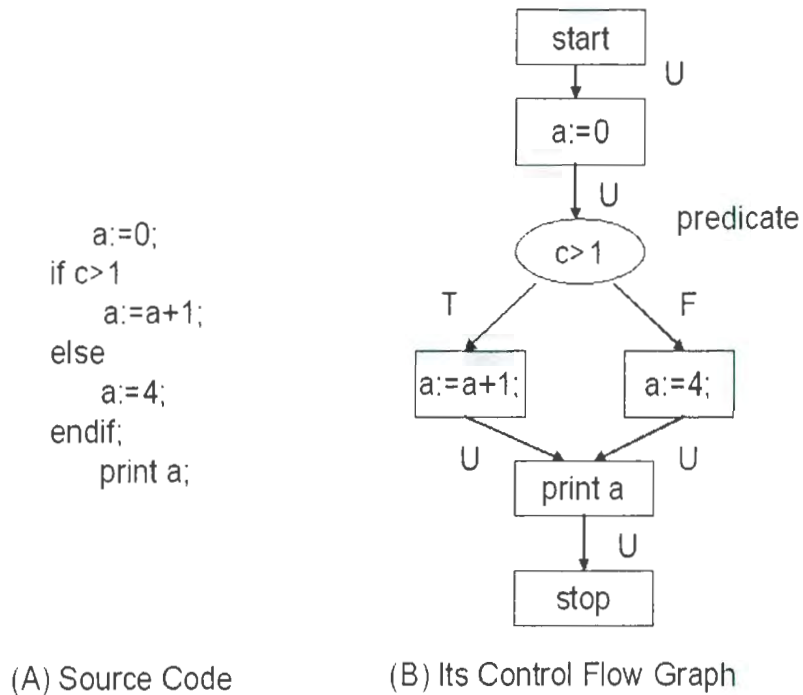 a:=0;
if c>1
a:=a+1;
else
a:=4;
endif;
print a;
(A) Source Code
start
U
a:=0
U
predicate
c>1
T
F
a:=a+1;
a:=4;
U
U
print a
U
stop
(B) Its Control Flow Graph